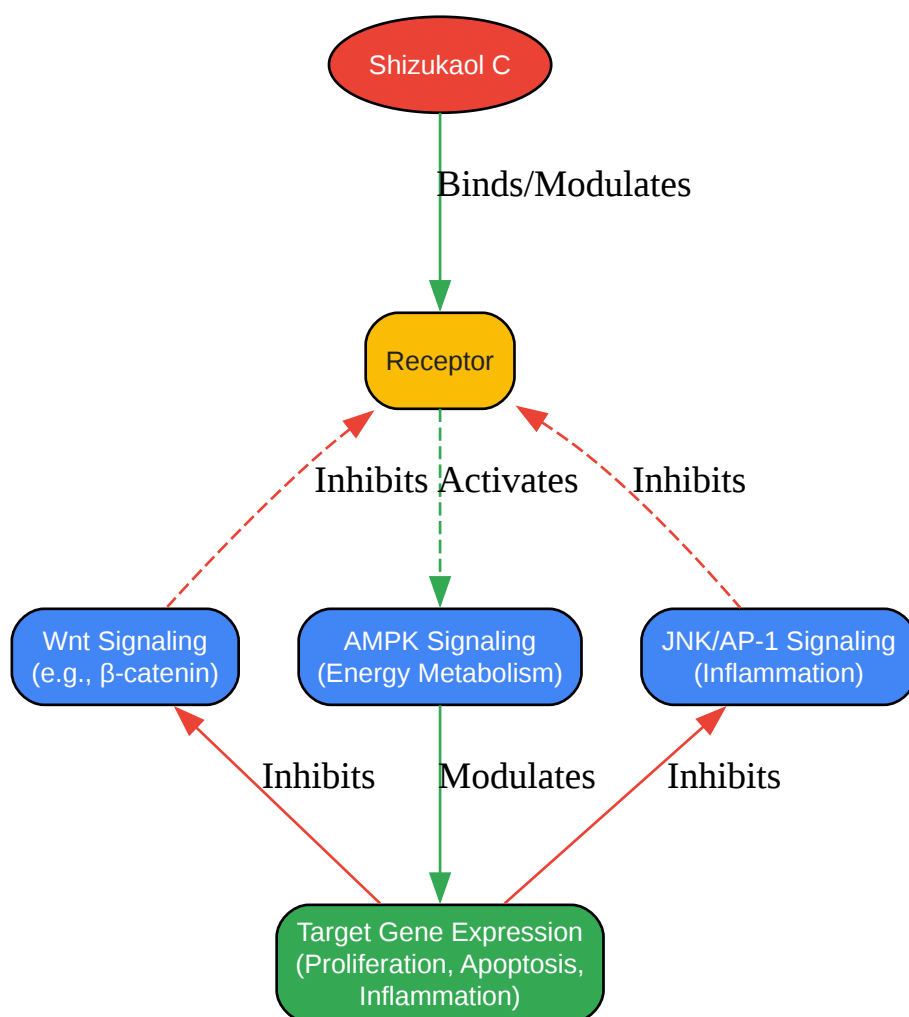 Shizukaol C
Binds/Modulates
Receptor
Inhibits
Activates
Inhibits
Wnt Signaling
(e.g., β-catenin)
AMPK Signaling
(Energy Metabolism)
JNK/AP-1 Signaling
(Inflammation)
Inhibits
Modulates
Inhibits
Target Gene Expression
(Proliferation, Apoptosis,
Inflammation)